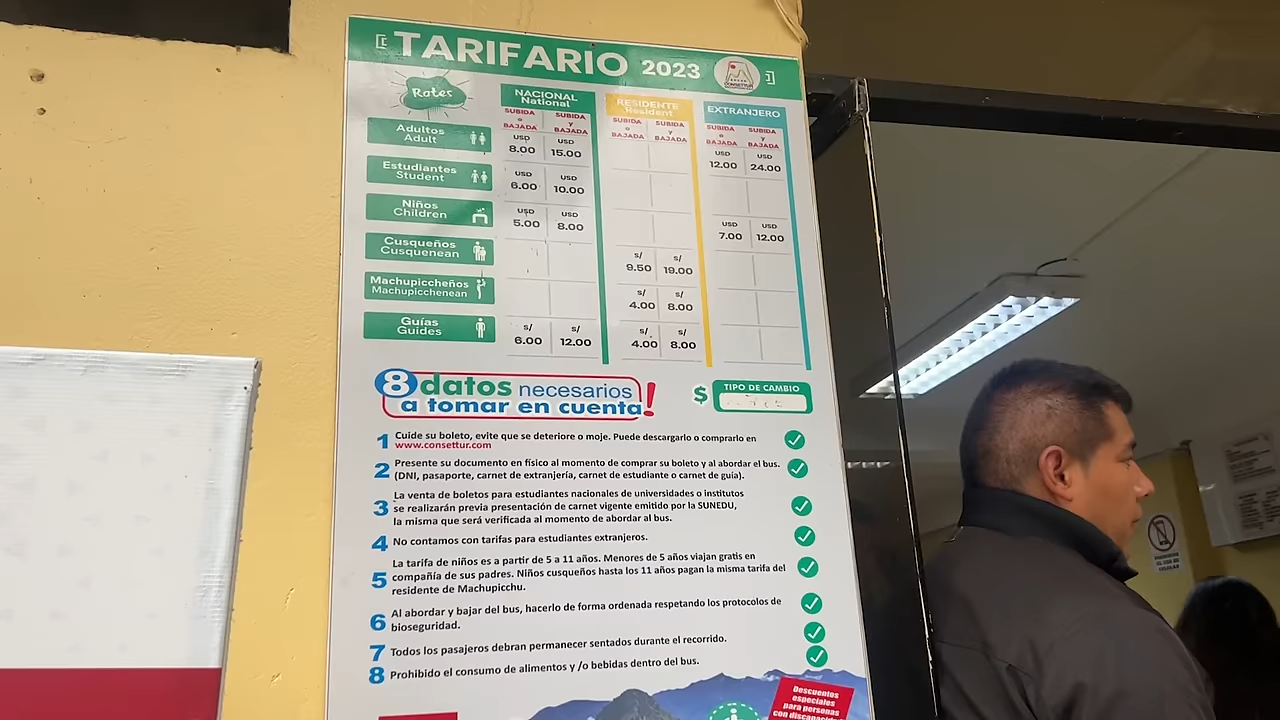 TARIFARIO 2023
CONSETTUR
Rates
NACIONAL
National
RESIDENTE
Resident
EXTRANJERO
SUBIDA o BAJADA
SUBIDA y BAJADA
SUBIDA o BAJADA
SUBIDA y BAJADA
SUBIDA o BAJADA
SUBIDA y BAJADA
Adultos
Adult
USD 8.00
USD 15.00
USD 12.00
USD 24.00
Estudiantes
Student
USD 6.00
USD 10.00
Niños
Children
USD 5.00
USD 8.00
USD 7.00
USD 12.00
Cusqueños
Cusquenean
s/ 9.50
s/ 19.00
Machupiccheños
Machupicchenean
s/ 4.00
s/ 8.00
Guías
Guides
s/ 6.00
s/ 12.00
s/ 4.00
s/ 8.00
8 datos necesarios
a tomar en cuenta!
$ TIPO DE CAMBIO
1 Cuide su boleto, evite que se deteriore o moje. Puede descargarlo o comprarlo en
www.consettur.com
2 Presente su documento en físico al momento de comprar su boleto y al abordar el bus.
(DNI, pasaporte, carnet de extranjería, carnet de estudiante o carnet de guía).
3 La venta de boletos para estudiantes nacionales de universidades o institutos
se realizarán previa presentación de carnet vigente emitido por la SUNEDU,
la misma que será verificada al momento de abordar al bus.
4 No contamos con tarifas para estudiantes extranjeros.
5 La tarifa de niños es a partir de 5 a 11 años. Menores de 5 años viajan gratis en
compañía de sus padres. Niños cusqueños hasta los 11 años pagan la misma tarifa del
residente de Machupicchu.
6 Al abordar y bajar del bus, hacerlo de forma ordenada respetando los protocolos de
bioseguridad.
7 Todos los pasajeros debran permanecer sentados durante el recorrido.
8 Prohibido el consumo de alimentos y /o bebidas dentro del bus.
Descuentos
especiales
para personas
con discapacidad